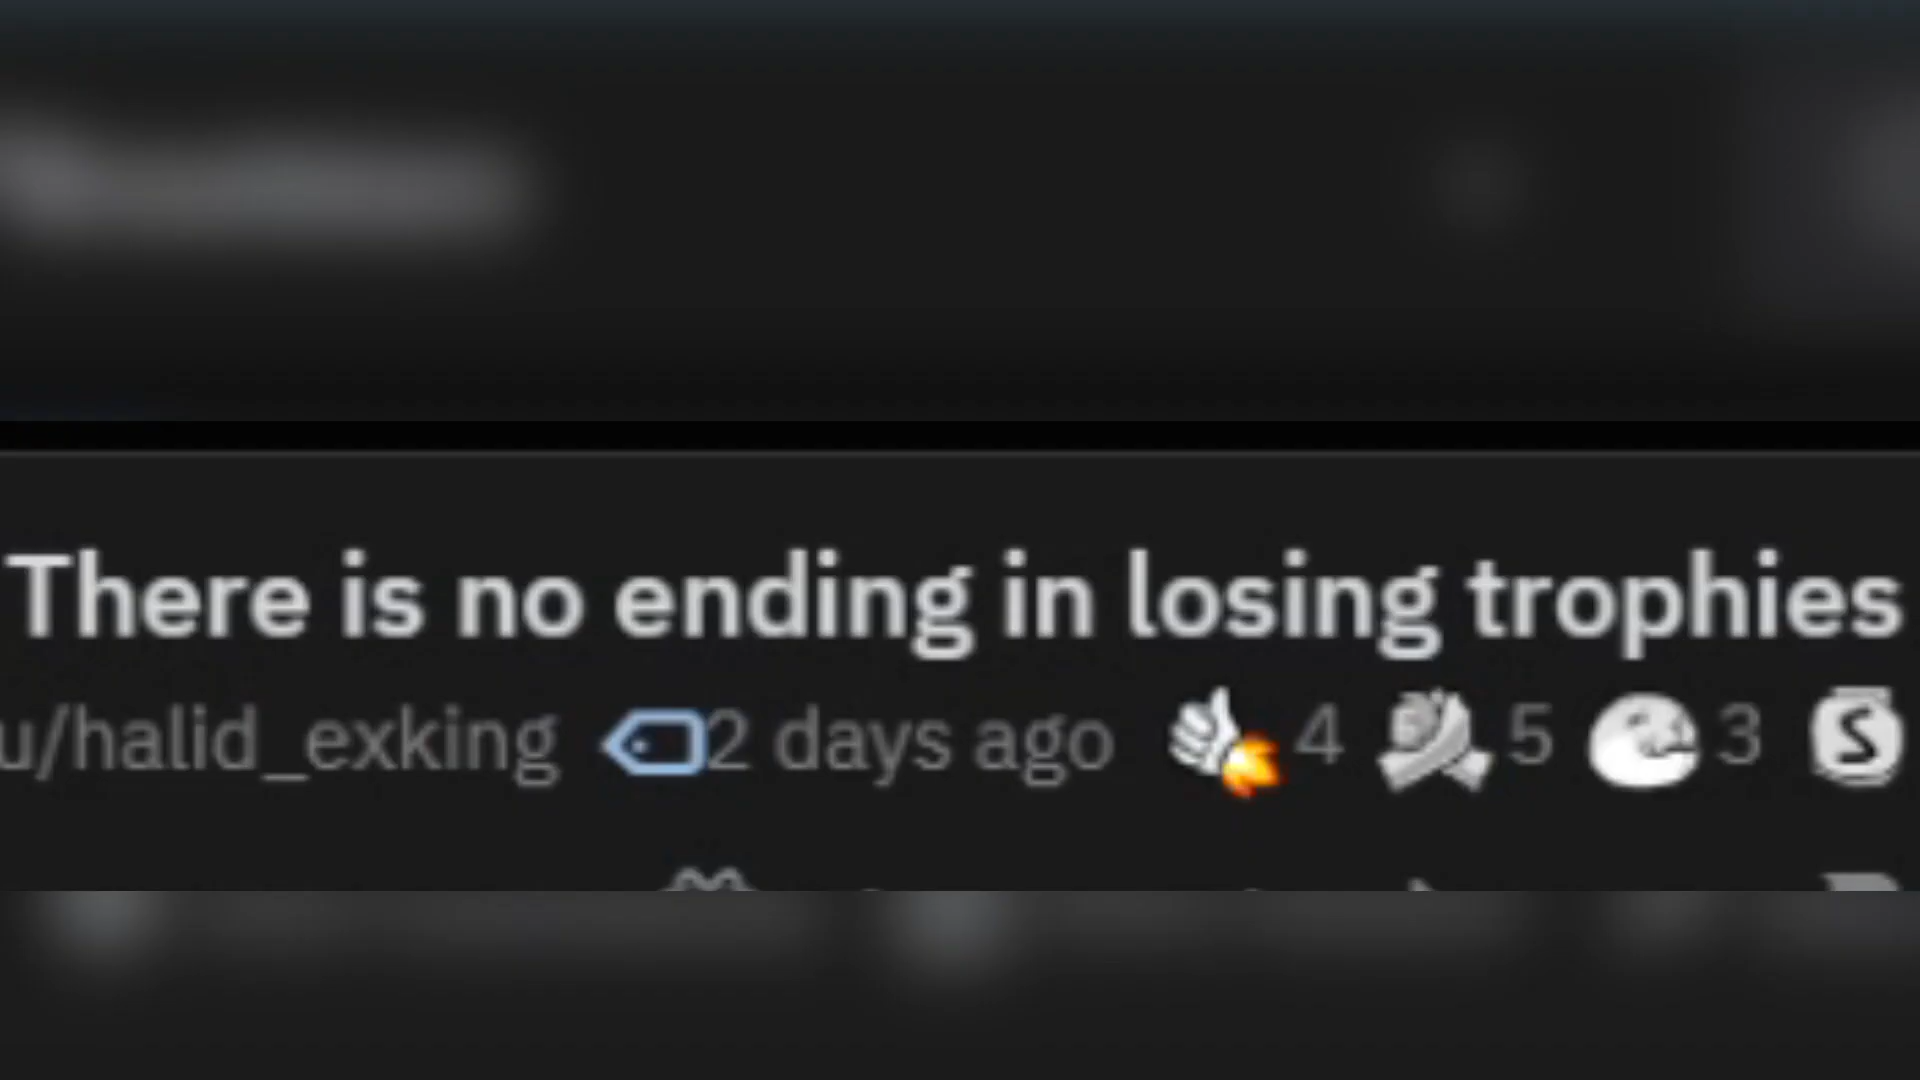 There is no ending in losing trophies
u/halid_exking 2 days ago 4 5 3 S